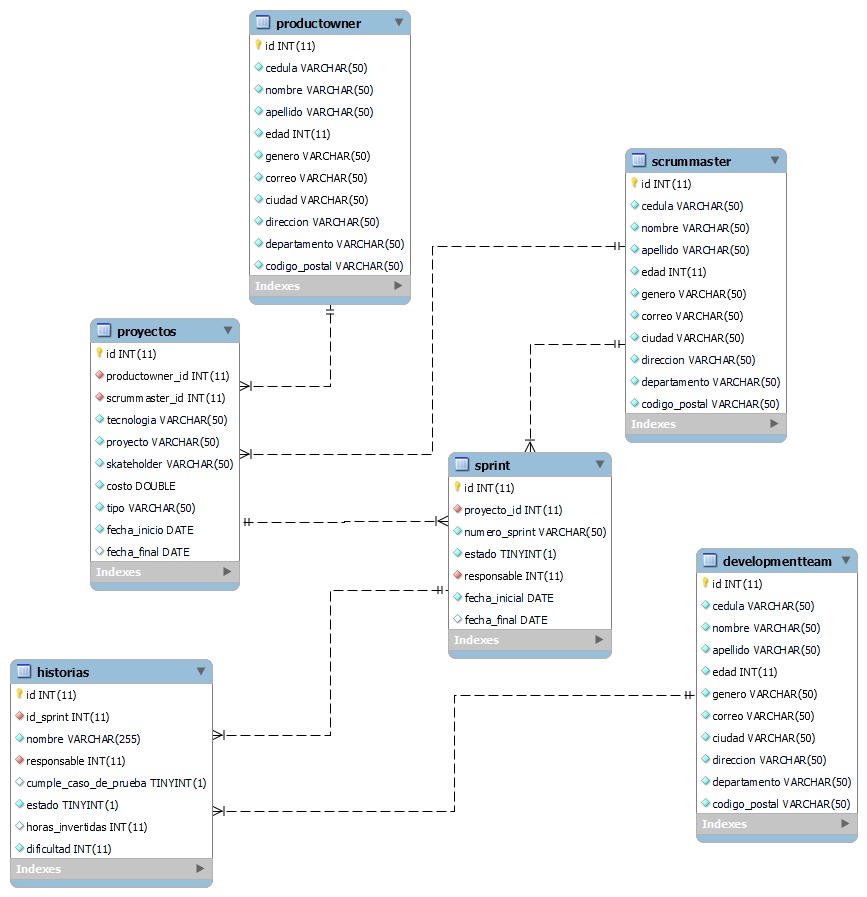 productowner
id INT(11)
cedula VARCHAR(50)
nombre VARCHAR(50)
apellido VARCHAR(50)
edad INT(11)
genero VARCHAR(50)
correo VARCHAR(50)
ciudad VARCHAR(50)
direccion VARCHAR(50)
departamento VARCHAR(50)
codigo_postal VARCHAR(50)
Indexes
scrummaster
id INT(11)
cedula VARCHAR(50)
nombre VARCHAR(50)
apellido VARCHAR(50)
edad INT(11)
genero VARCHAR(50)
correo VARCHAR(50)
ciudad VARCHAR(50)
direccion VARCHAR(50)
departamento VARCHAR(50)
codigo_postal VARCHAR(50)
Indexes
proyectos
id INT(11)
productowner_id INT(11)
scrummaster_id INT(11)
tecnologia VARCHAR(50)
proyecto VARCHAR(50)
skateholder VARCHAR(50)
costo DOUBLE
tipo VARCHAR(50)
fecha_inicio DATE
fecha_final DATE
Indexes
sprint
id INT(11)
proyecto_id INT(11)
numero_sprint VARCHAR(50)
estado TINYINT(1)
responsable INT(11)
fecha_inicial DATE
fecha_final DATE
Indexes
developmentteam
id INT(11)
cedula VARCHAR(50)
nombre VARCHAR(50)
apellido VARCHAR(50)
edad INT(11)
genero VARCHAR(50)
correo VARCHAR(50)
ciudad VARCHAR(50)
direccion VARCHAR(50)
departamento VARCHAR(50)
codigo_postal VARCHAR(50)
Indexes
historias
id INT(11)
id_sprint INT(11)
nombre VARCHAR(255)
responsable INT(11)
cumple_caso_de_prueba TINYINT(1)
estado TINYINT(1)
horas_invertidas INT(11)
dificultad INT(11)
Indexes